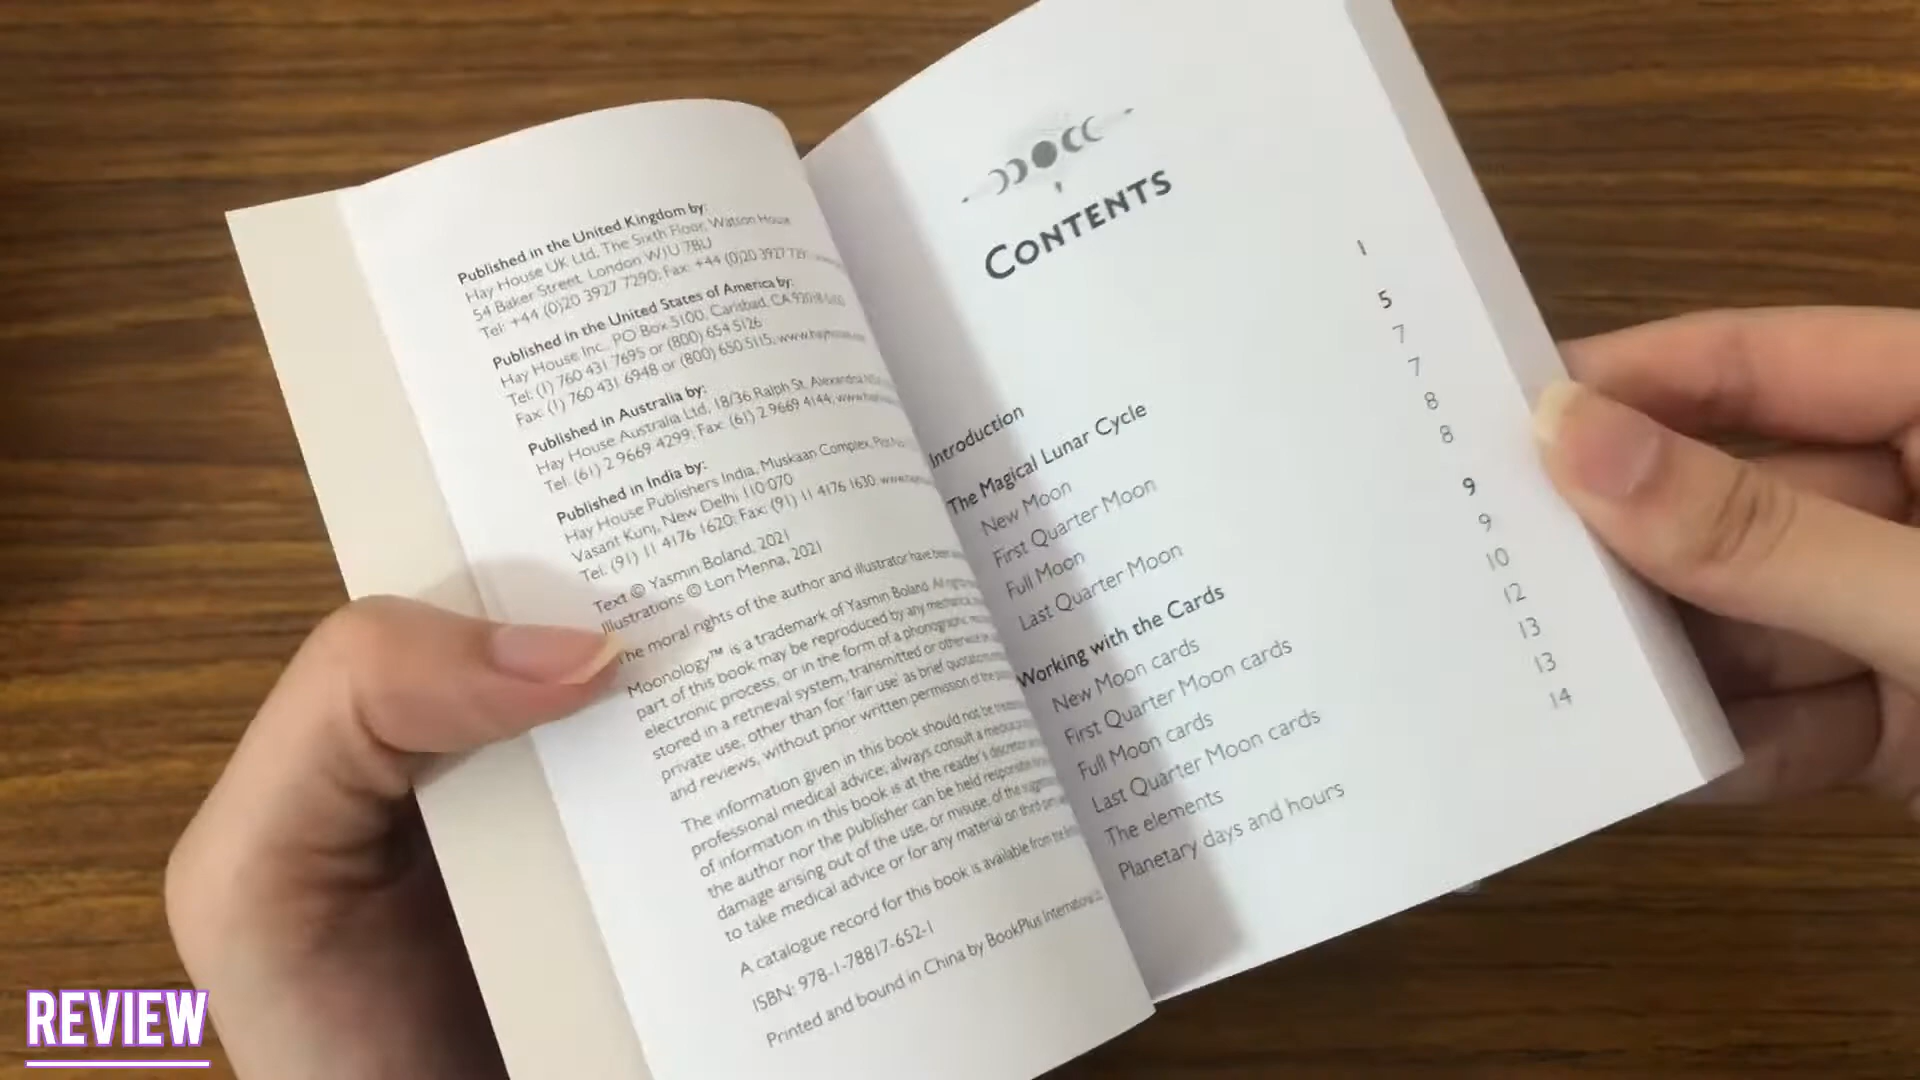 Published in the United Kingdom by:
Hay House UK Ltd, The Sixth Floor, Watson House
54 Baker Street, London W1U 7BU
Tel: +44 (0)20 3927 7290; Fax: +44 (0)20 3927 729
Published in the United States of America by:
Hay House Inc., PO Box 5100, Carlsbad, CA 92018-5100
Tel: (1) 760 431 7695 or (800) 654 5126
Fax: (1) 760 431 6948 or (800) 650 5115; www.hayhouse
Published in Australia by:
Hay House Australia Ltd, 18/36 Ralph St, Alexandria NS
Tel: (61) 2 9669 4299; Fax: (61) 2 9669 4144; www.hay
Published in India by:
Hay House Publishers India, Muskaan Complex, Plot No
Vasant Kunj, New Delhi 110 070
Tel: (91) 11 4176 1620; Fax: (91) 11 4176 1630; www.hay
Text © Yasmin Boland, 2021
Illustrations © Lori Menna, 2021
The moral rights of the author and illustrator have been
Moonology™ is a trademark of Yasmin Boland. All
part of this book may be reproduced by any mechanical,
electronic process, or in the form of a phonographic
stored in a retrieval system, transmitted or otherwise
private use, other than for 'fair use' as brief quotations
and reviews, without prior written permission of the
The information given in this book should not be treated
professional medical advice; always consult a medical
of information in this book is at the reader's discretion
the author nor the publisher can be held responsible
damage arising out of the use, or misuse, of the
to take medical advice or for any material on third-
A catalogue record for this book is available from the
ISBN: 978-1-78817-652-1
Printed and bound in China by BookPlus International
CONTENTS
Introduction 1
The Magical Lunar Cycle 5
New Moon 7
First Quarter Moon 7
Full Moon 8
Last Quarter Moon 8
Working with the Cards 9
New Moon cards 9
First Quarter Moon cards 10
Full Moon cards 12
Last Quarter Moon cards 13
The elements 13
Planetary days and hours 14
REVIEW